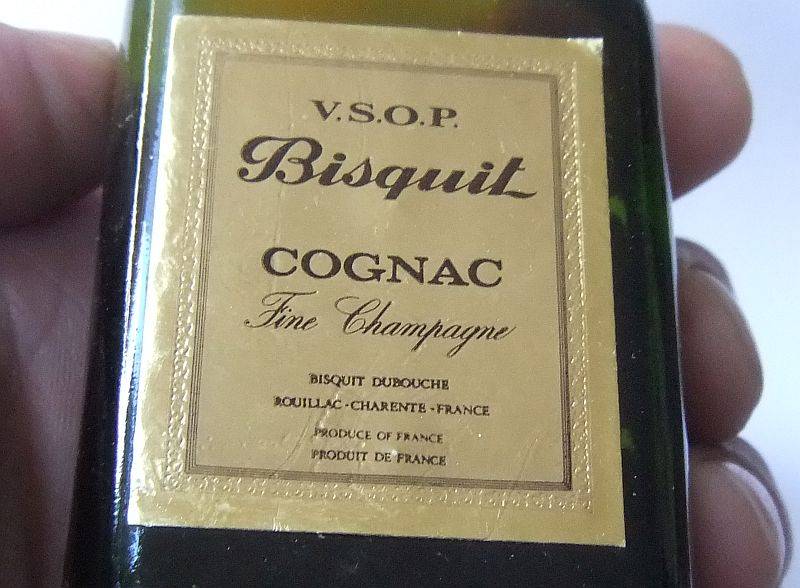 V.S.O.P.
Bisquit
COGNAC
Fine Champagne
BISQUIT DUBOUCHE
ROUILLAC-CHARENTE-FRANCE
PRODUCE OF FRANCE
PRODUIT DE FRANCE